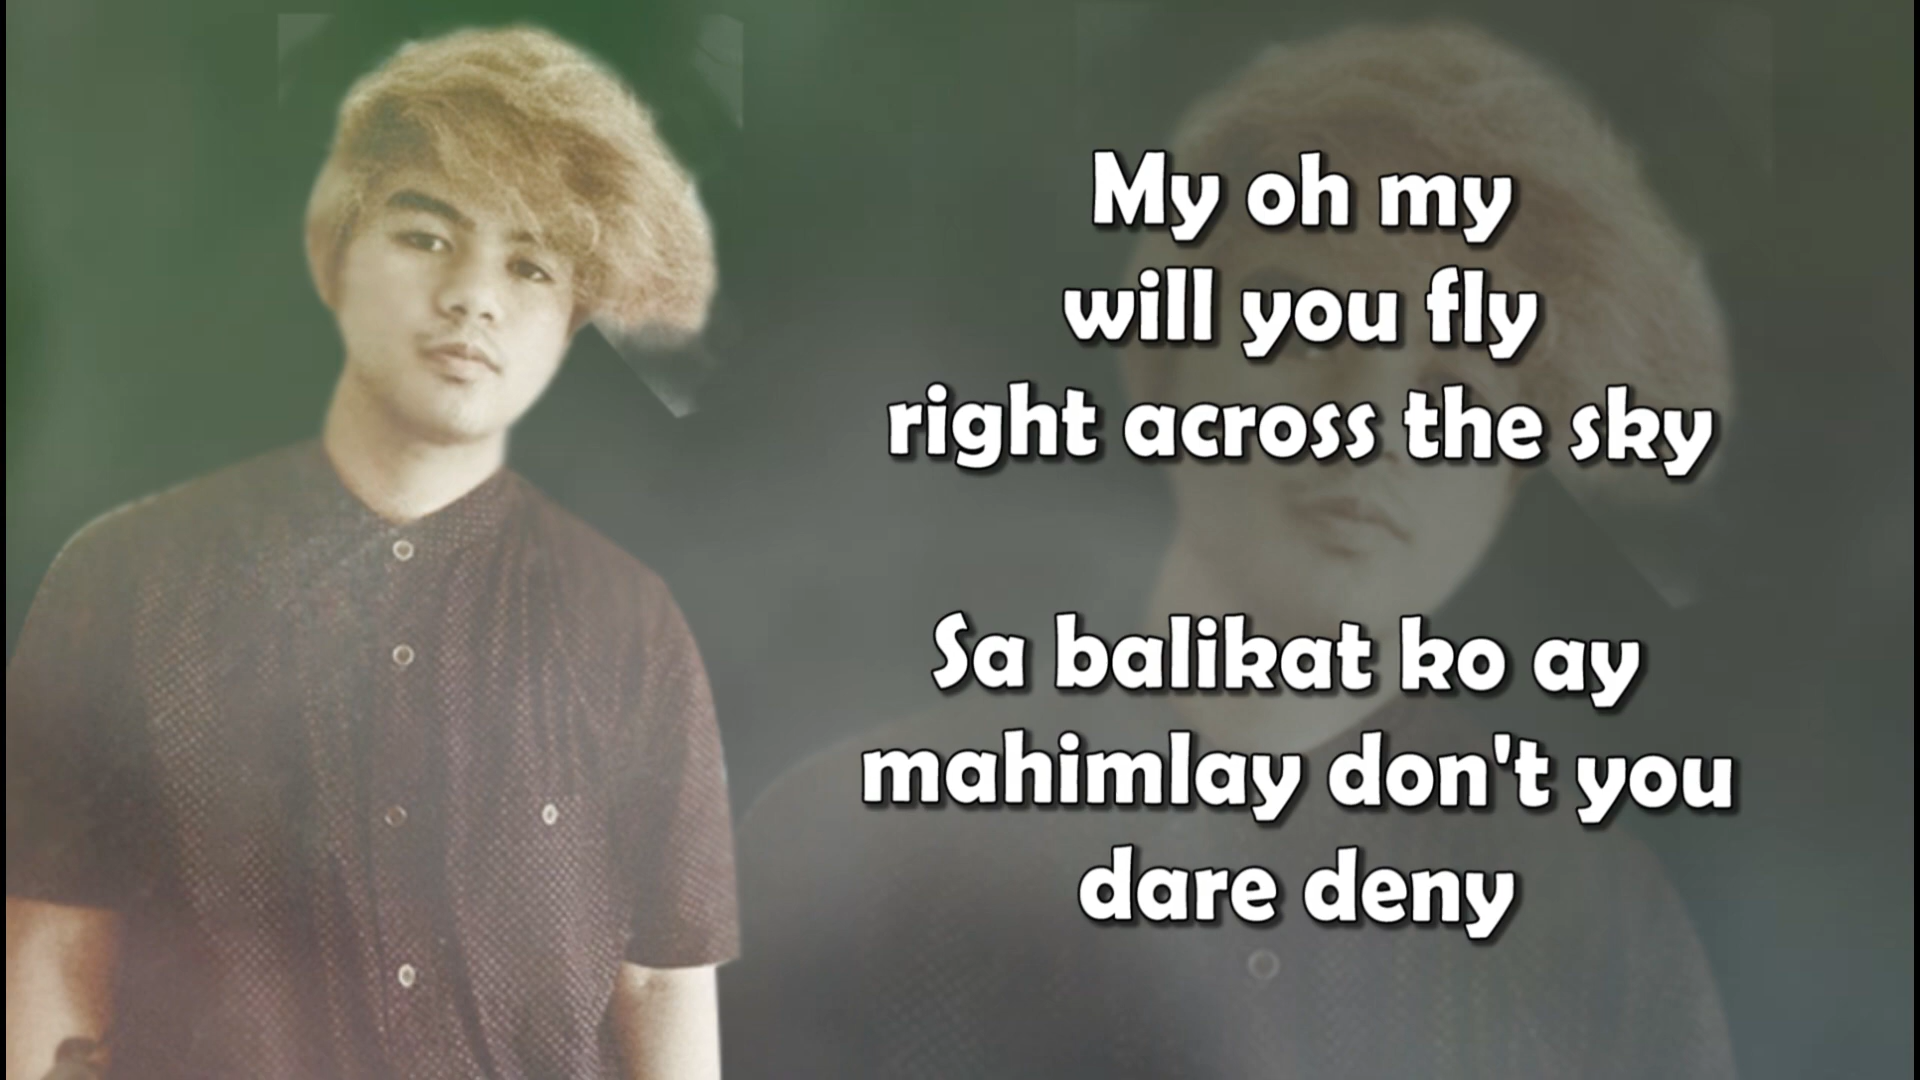 My oh my
will you fly
right across the sky
Sa balikat ko ay
mahimlay don't you
dare deny